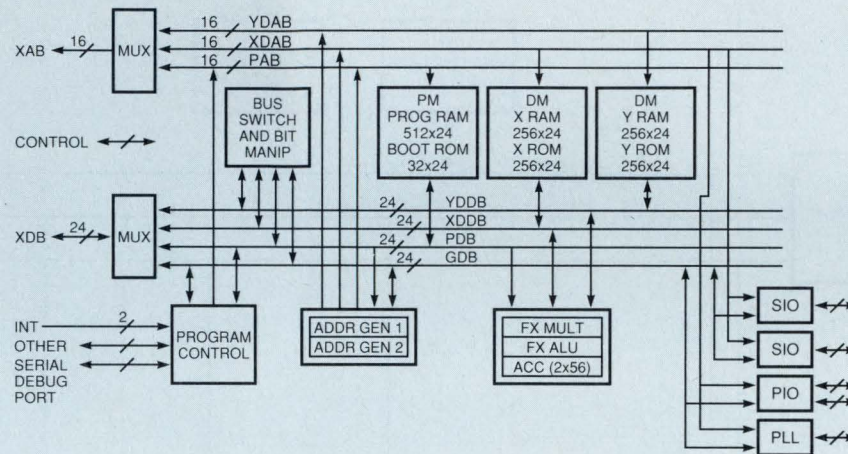 16 YDAB
16 XDAB
16 PAB
XAB 16 MUX
BUS
SWITCH
AND BIT
MANIP
PM
PROG RAM
512x24
BOOT ROM
32x24
DM
X RAM
256x24
X ROM
256x24
DM
Y RAM
256x24
Y ROM
256x24
CONTROL
XDB 24 MUX
24 YDDB
24 XDDB
24 PDB
24 GDB
INT 2
OTHER
SERIAL
DEBUG
PORT
PROGRAM
CONTROL
ADDR GEN 1
ADDR GEN 2
FX MULT
FX ALU
ACC (2x56)
SIO
SIO
PIO
PLL